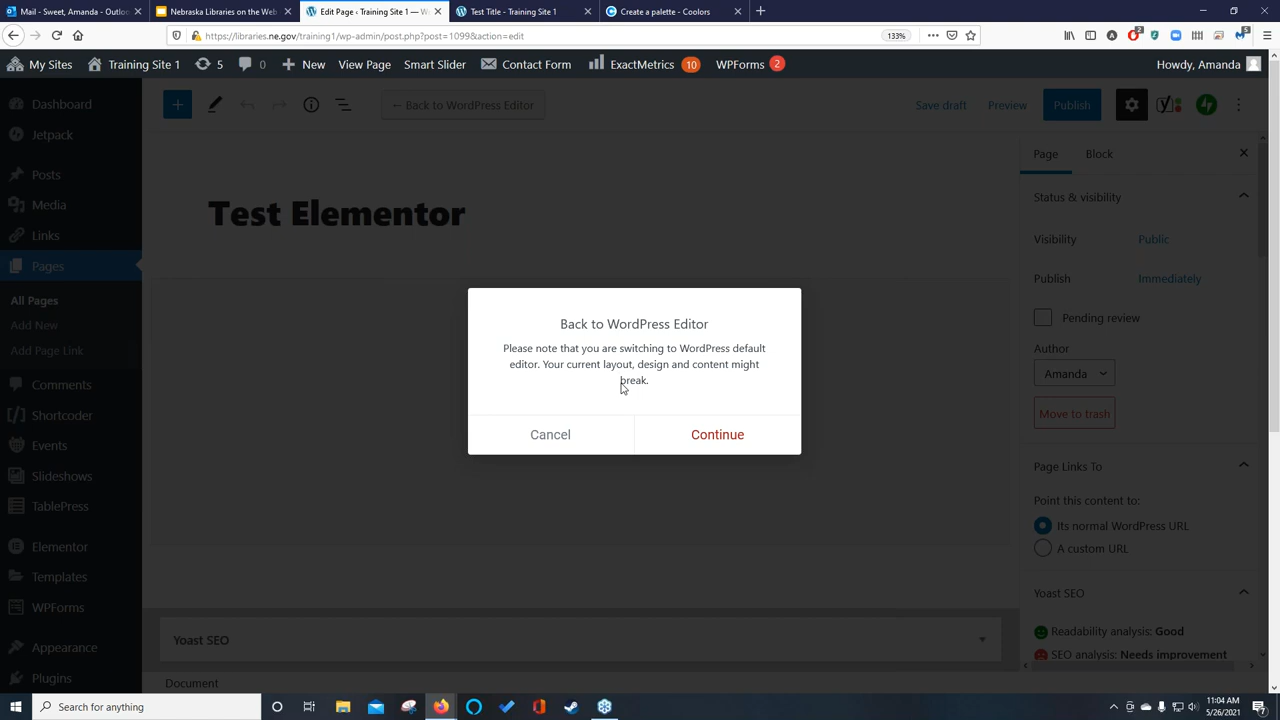 Mail - Sweet, Amanda - Outlo
Nebraska Libraries on the Web
Edit Page ‹ Training Site 1 — W
Test Title – Training Site 1
Create a palette - Coolors
https://libraries.ne.gov/training1/wp-admin/post.php?post=1099&action=edit
133%
2
5
My Sites
Training Site 1
5
0
New
View Page
Smart Slider
Contact Form
ExactMetrics
10
WPForms
2
Howdy, Amanda
Dashboard
Jetpack
Posts
Media
Links
Pages
All Pages
Add New
Add Page Link
Comments
Shortcoder
Events
Slideshows
TablePress
Elementor
Templates
WPForms
Appearance
Plugins
← Back to WordPress Editor
Save draft
Preview
Publish
Test Elementor
Back to WordPress Editor
Please note that you are switching to WordPress default
editor. Your current layout, design and content might
break.
Cancel
Continue
Yoast SEO
Document
Page
Block
Status & visibility
Visibility
Public
Publish
Immediately
Pending review
Author
Amanda
Move to trash
Page Links To
Point this content to:
Its normal WordPress URL
A custom URL
Yoast SEO
Readability analysis: Good
SEO analysis: Needs improvement
Search for anything
11:04 AM
5/26/2021